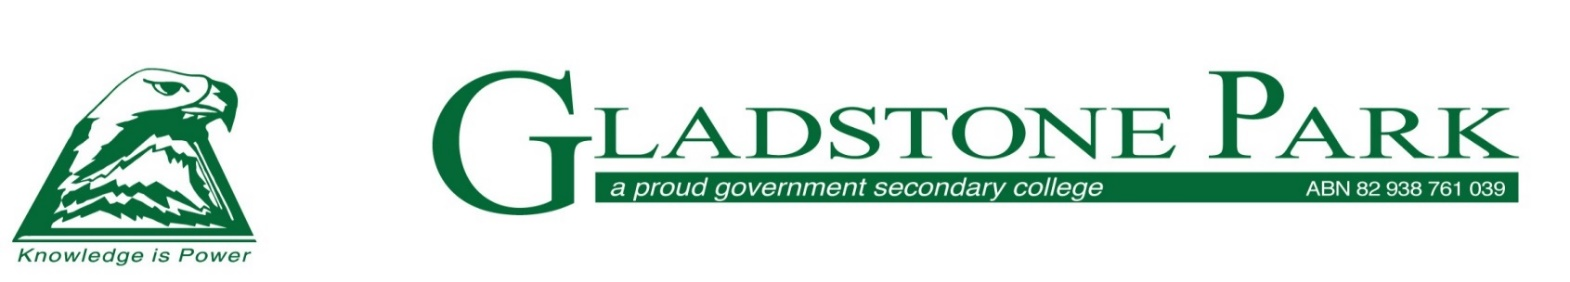 Knowledge is Power
GLADSTONE PARK
a proud government secondary college ABN 82 938 761 039